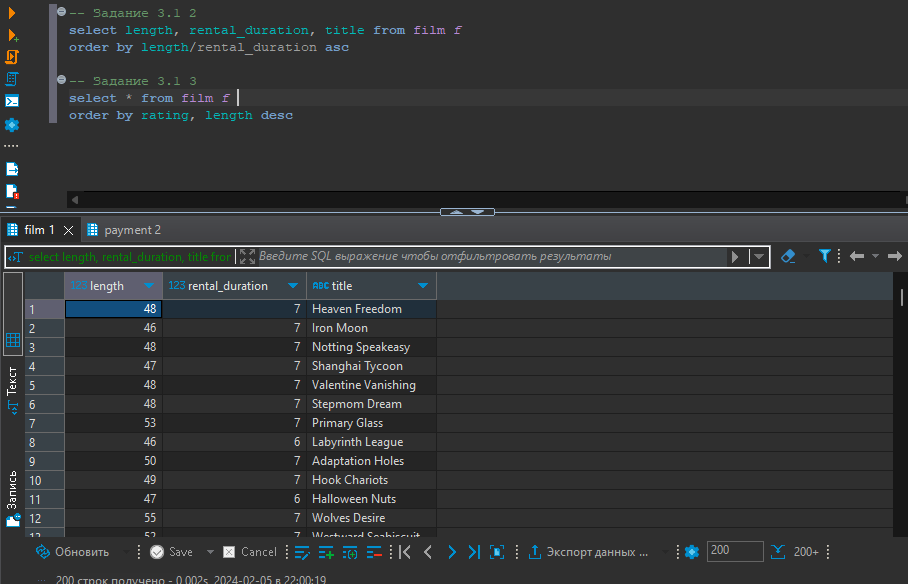 -- Задание 3.1 2
select length, rental_duration, title from film f
order by length/rental_duration asc
-- Задание 3.1 3
select * from film f
order by rating, length desc
film 1
payment 2
select length, rental_duration, title fror
Введите SQL выражение чтобы отфильтровать результаты
123 length 123 rental_duration ABC title
1 48 7 Heaven Freedom
2 46 7 Iron Moon
3 48 7 Notting Speakeasy
4 47 7 Shanghai Tycoon
5 48 7 Valentine Vanishing
6 48 7 Stepmom Dream
7 53 7 Primary Glass
8 46 6 Labyrinth League
9 50 7 Adaptation Holes
10 49 7 Hook Chariots
11 47 6 Halloween Nuts
12 55 7 Wolves Desire
13 52 7 Westward Seabiscuit
Текст
Запись
Обновить Save Cancel Экспорт данных ... 200 200+
200 строк получено - 0.002s, 2024-02-05 в 22:00:19